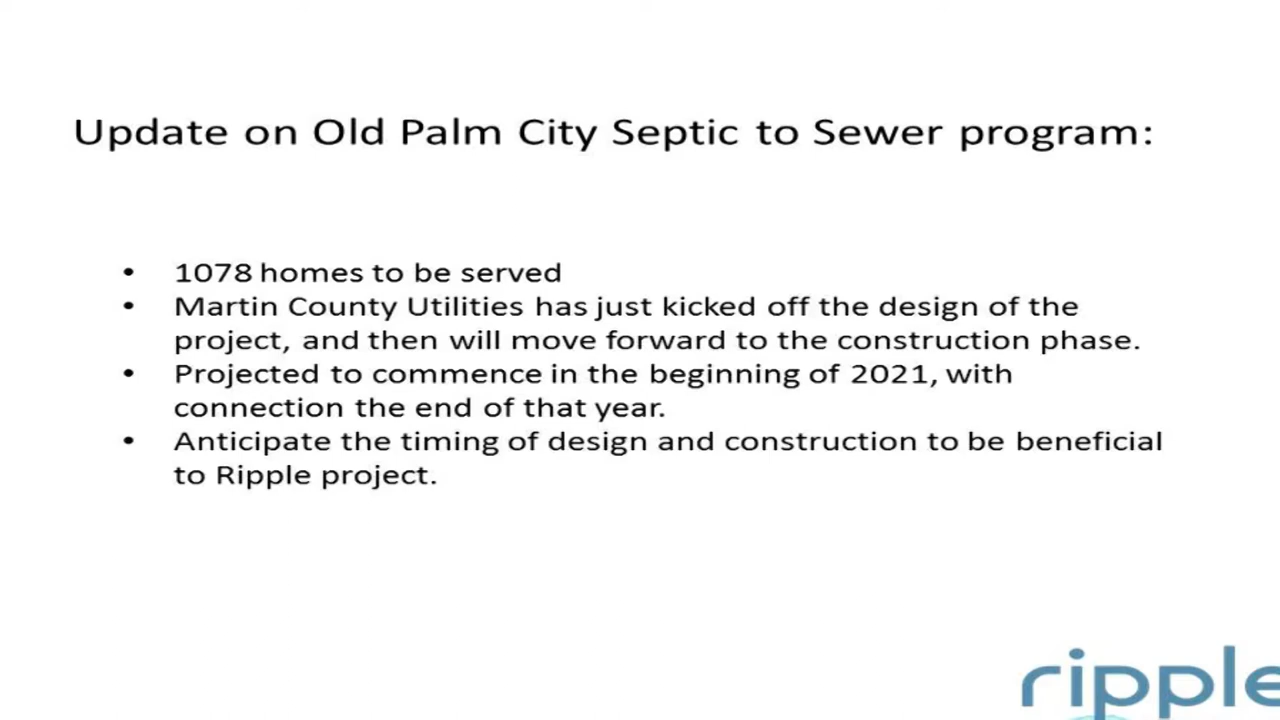 Update on Old Palm City Septic to Sewer program:
• 1078 homes to be served
• Martin County Utilities has just kicked off the design of the
project, and then will move forward to the construction phase.
• Projected to commence in the beginning of 2021, with
connection the end of that year.
• Anticipate the timing of design and construction to be beneficial
to Ripple project.
ripple